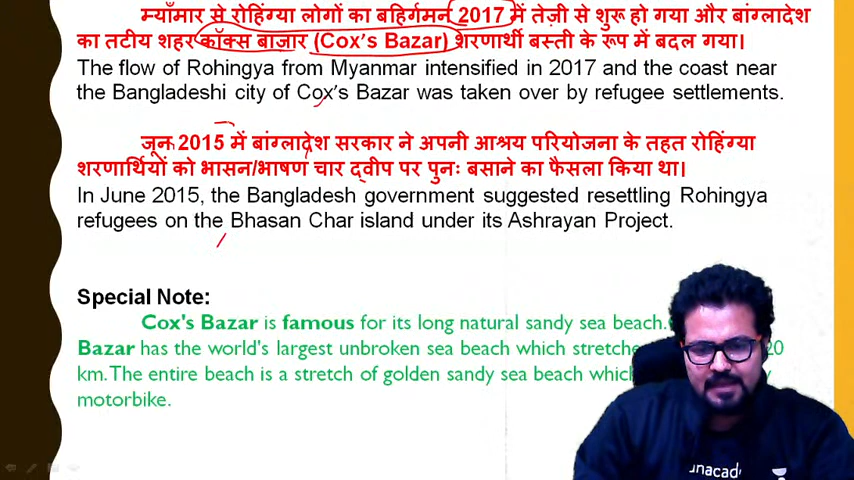 म्याँमार से रोहिंग्या लोगों का बहिर्गमन 2017 में तेज़ी से शुरू हो गया और बांग्लादेश
का तटीय शहर कॉक्स बाज़ार (Cox's Bazar) शरणार्थी बस्ती के रूप में बदल गया।
The flow of Rohingya from Myanmar intensified in 2017 and the coast near
the Bangladeshi city of Cox's Bazar was taken over by refugee settlements.
जून 2015 में बांग्लादेश सरकार ने अपनी आश्रय परियोजना के तहत रोहिंग्या
शरणार्थियों को भासन/भाषण चार द्वीप पर पुनः बसाने का फैसला किया था।
In June 2015, the Bangladesh government suggested resettling Rohingya
refugees on the Bhasan Char island under its Ashrayan Project.
Special Note:
Cox's Bazar is famous for its long natural sandy sea beach.
Bazar has the world's largest unbroken sea beach which 20
km.The entire beach is a stretch of golden sandy sea beach
motorbike.